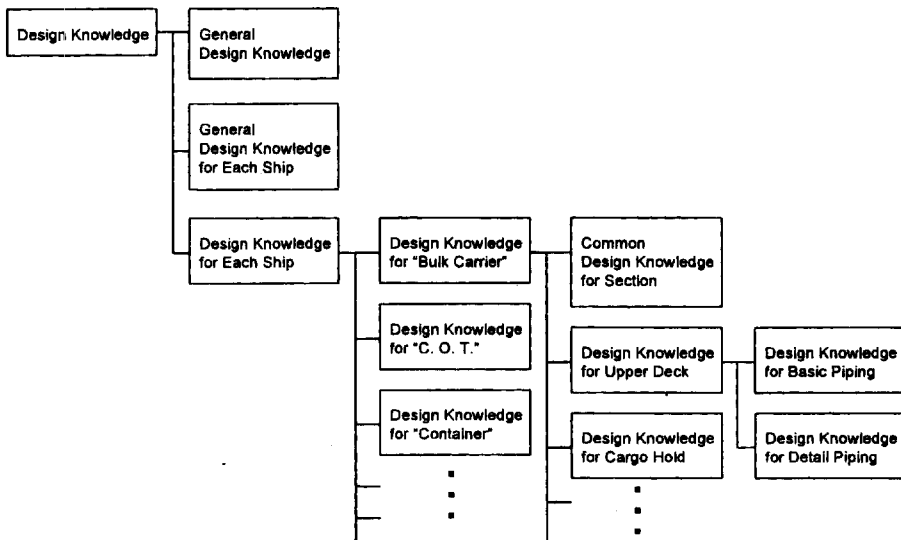 Design Knowledge
General
Design Knowledge
General
Design Knowledge
for Each Ship
Design Knowledge
for Each Ship
Design Knowledge
for "Bulk Carrier"
Common
Design Knowledge
for Section
Design Knowledge
for "C. O. T."
Design Knowledge
for Upper Deck
Design Knowledge
for Basic Piping
Design Knowledge
for "Container"
Design Knowledge
for Cargo Hold
Design Knowledge
for Detail Piping